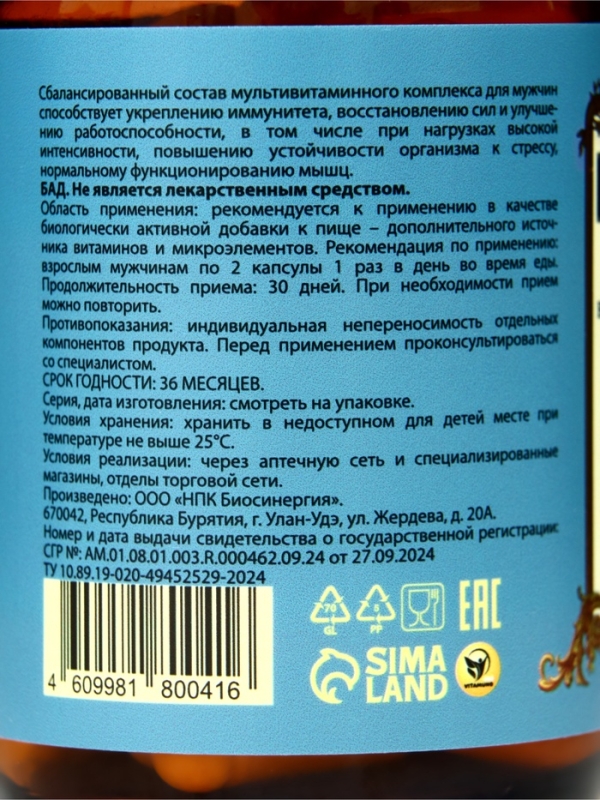 Сбалансированный состав мультивитаминного комплекса для мужчин
способствует укреплению иммунитета, восстановлению сил и улучше-
нию работоспособности, в том числе при нагрузках высокой
интенсивности, повышению устойчивости организма к стрессу,
нормальному функционированию мышц.
БАД. Не является лекарственным средством.
Область применения: рекомендуется к применению в качестве
биологически активной добавки к пище – дополнительного источ-
ника витаминов и микроэлементов. Рекомендация по применению:
взрослым мужчинам по 2 капсулы 1 раз в день во время еды.
Продолжительность приема: 30 дней. При необходимости прием
можно повторить.
Противопоказания: индивидуальная непереносимость отдельных
компонентов продукта. Перед применением проконсультироваться
со специалистом.
СРОК ГОДНОСТИ: 36 МЕСЯЦЕВ.
Серия, дата изготовления: смотреть на упаковке.
Условия хранения: хранить в недоступном для детей месте при
температуре не выше 25°С.
Условия реализации: через аптечную сеть и специализированные
магазины, отделы торговой сети.
Произведено: ООО «НПК Биосинергия».
670042, Республика Бурятия, г. Улан-Удэ, ул. Жердева, д. 20А.
Номер и дата выдачи свидетельства о государственной регистрации:
СГР №: AM.01.08.01.003.R.000462.09.24 от 27.09.2024
ТУ 10.89.19-020-49452529-2024
70
GL
5
PP
EAC
SIMA
LAND
VITAMUNS
4 609981 800416